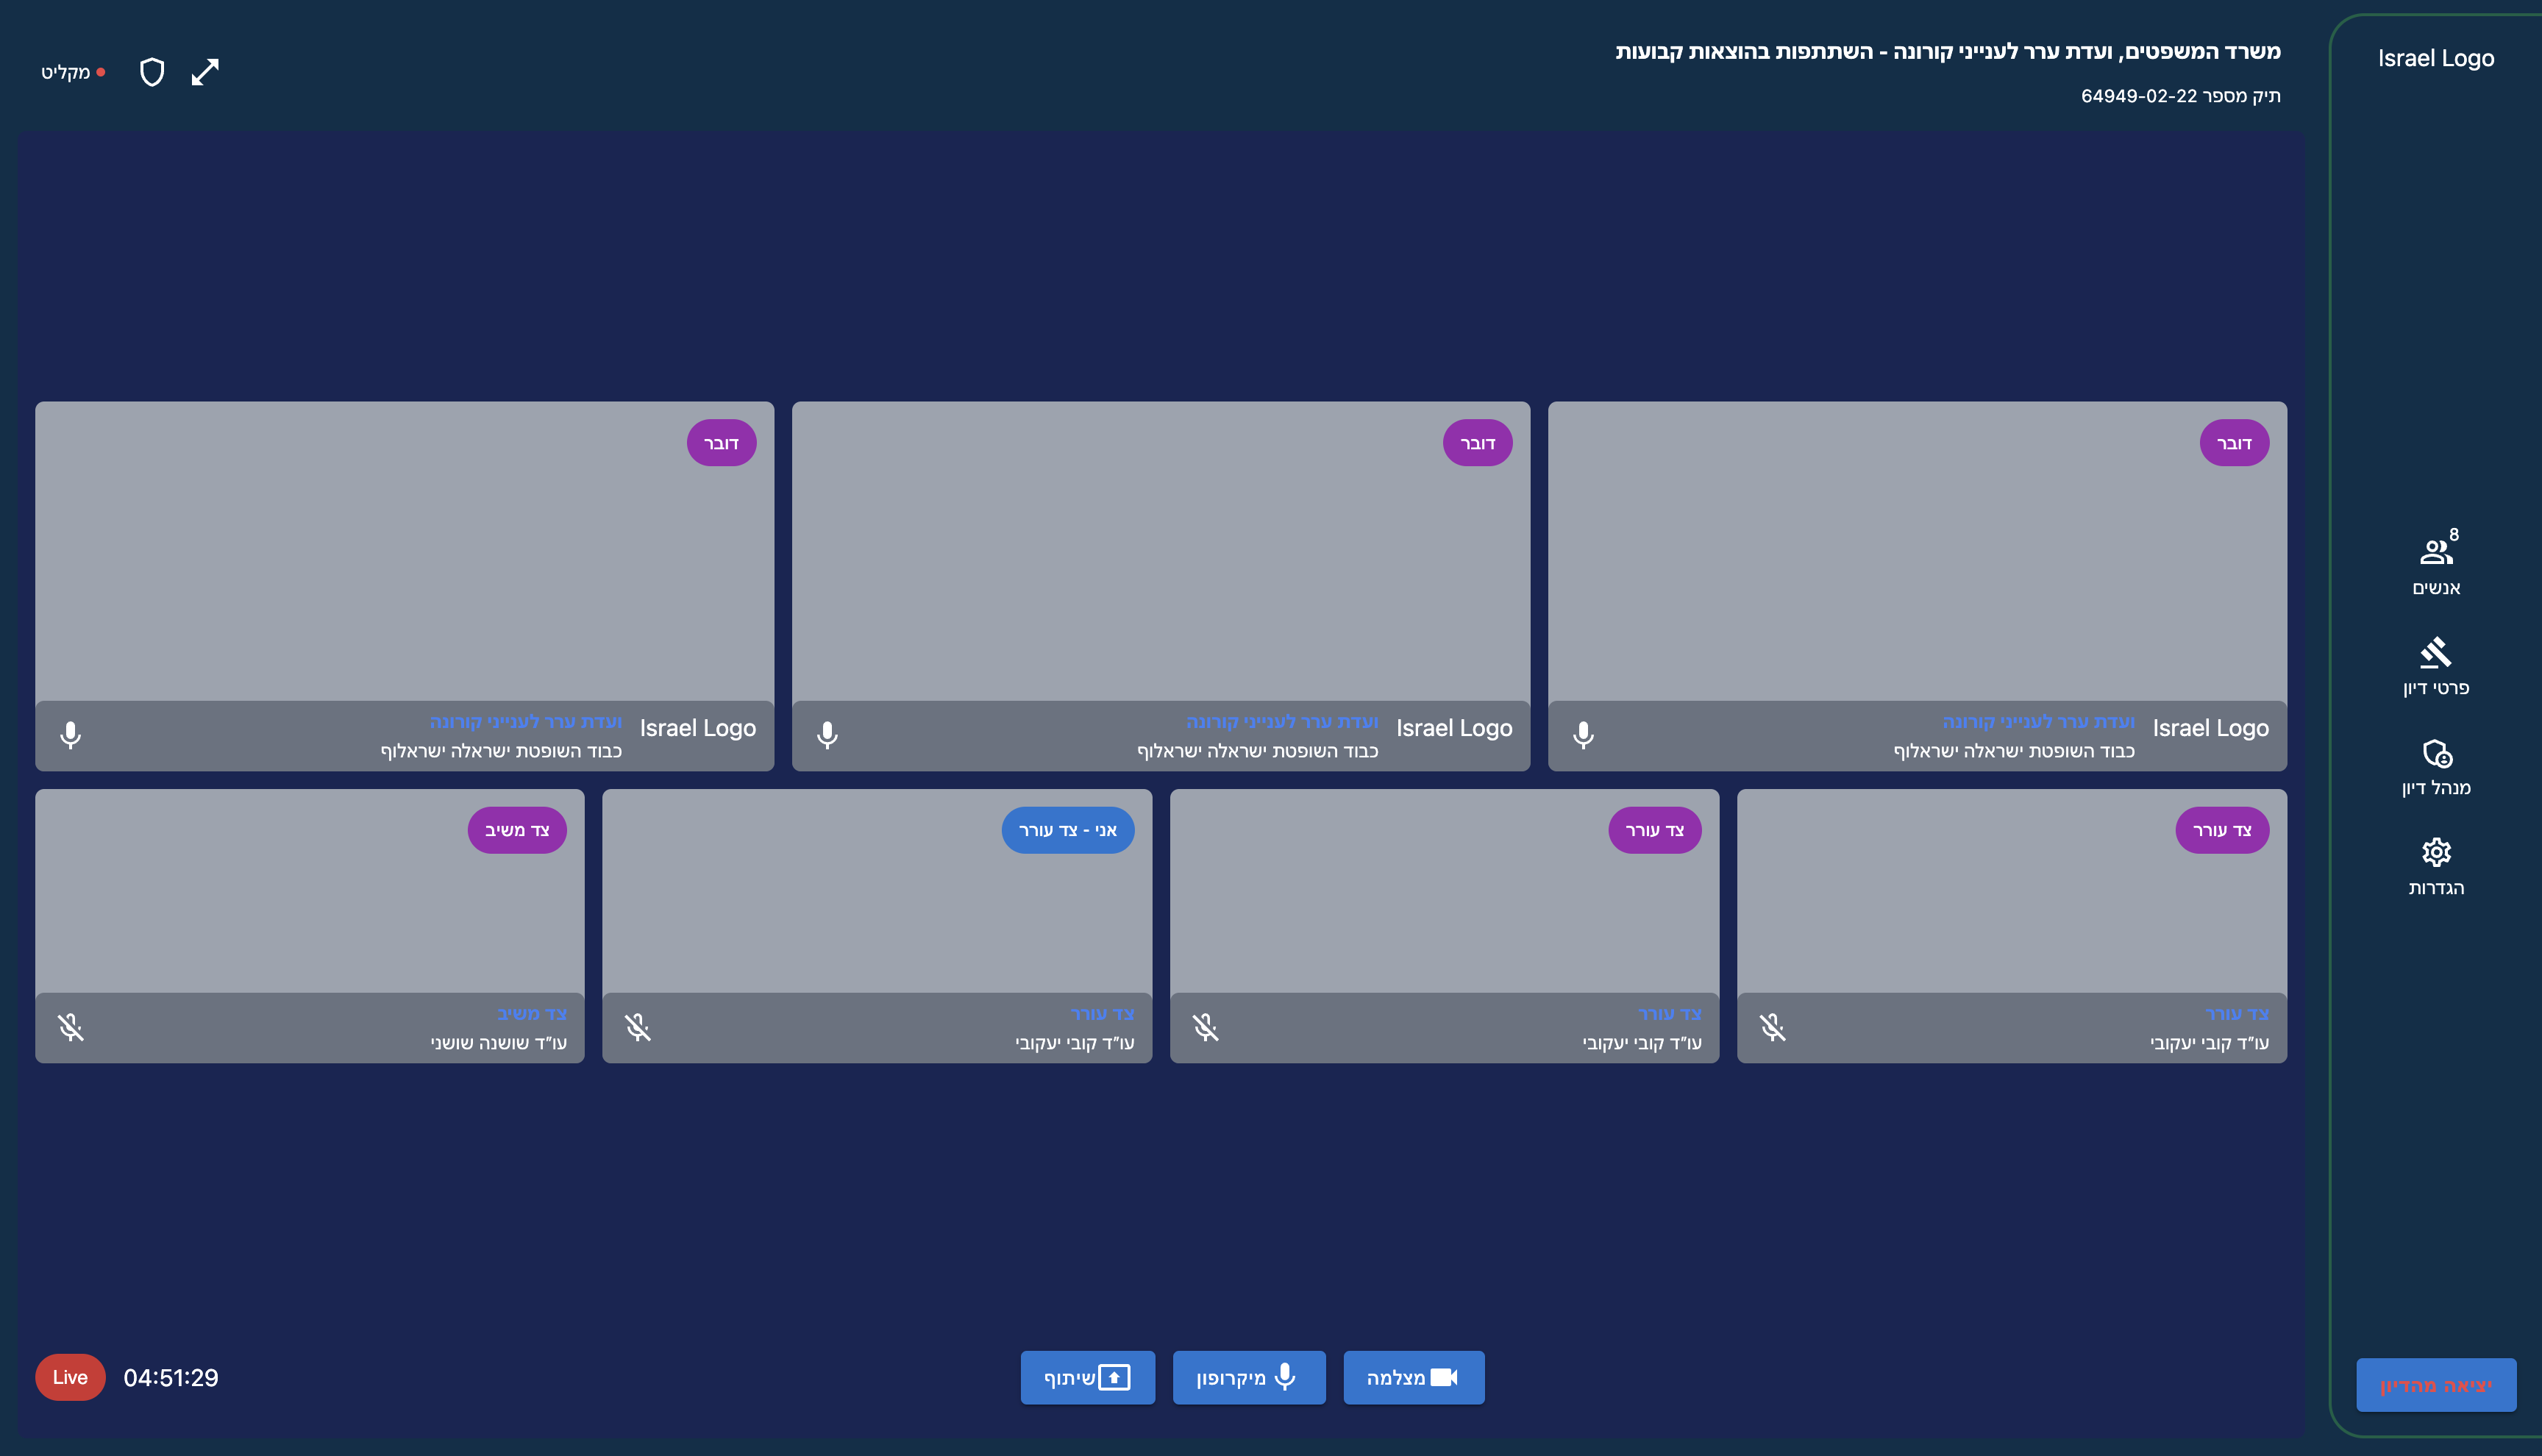 Israel Logo
משרד המשפטים, ועדת ערר לענייני קורונה - השתתפות בהוצאות קבועות
תיק מספר 64949-02-22
מקליט
דובר
דובר
דובר
Israel Logo
ועדת ערר לענייני קורונה
כבוד השופטת ישראלה ישראלוף
Israel Logo
ועדת ערר לענייני קורונה
כבוד השופטת ישראלה ישראלוף
Israel Logo
ועדת ערר לענייני קורונה
כבוד השופטת ישראלה ישראלוף
צד עורר
צד עורר
אני - צד עורר
צד משיב
צד עורר
עו"ד קובי יעקובי
צד עורר
עו"ד קובי יעקובי
צד עורר
עו"ד קובי יעקובי
צד משיב
עו"ד שושנה שושני
8
אנשים
פרטי דיון
מנהל דיון
הגדרות
יציאה מהדיון
מצלמה
מיקרופון
שיתוף
04:51:29
Live